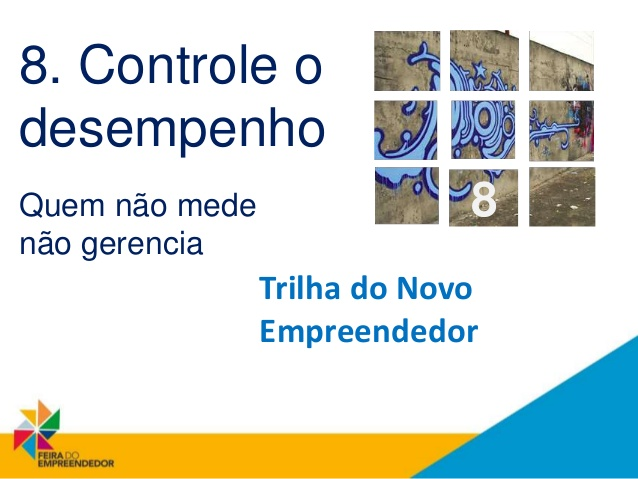 8. Controle o
desempenho
Quem não mede
não gerencia
8
Trilha do Novo
Empreendedor
FEIRA DO
EMPREENDEDOR